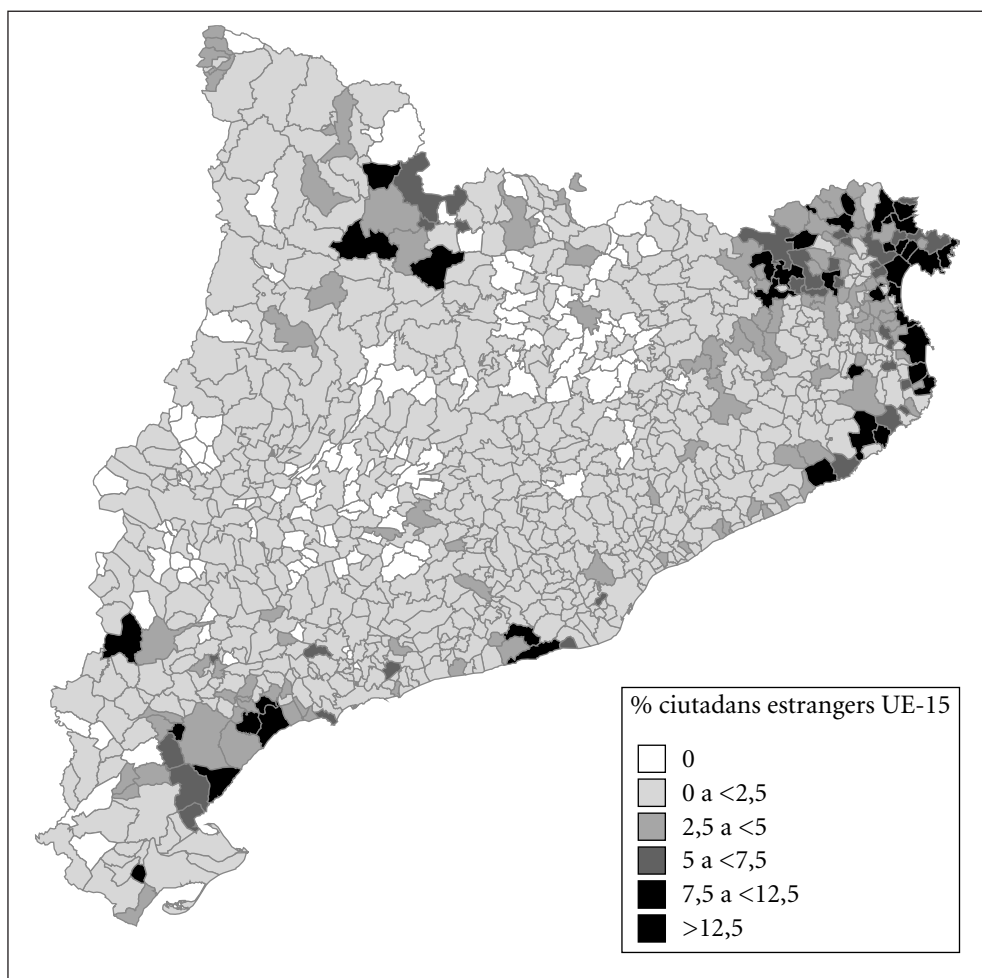 % ciutadans estrangers UE-15
0
0 a <2,5
2,5 a <5
5 a <7,5
7,5 a <12,5
>12,5